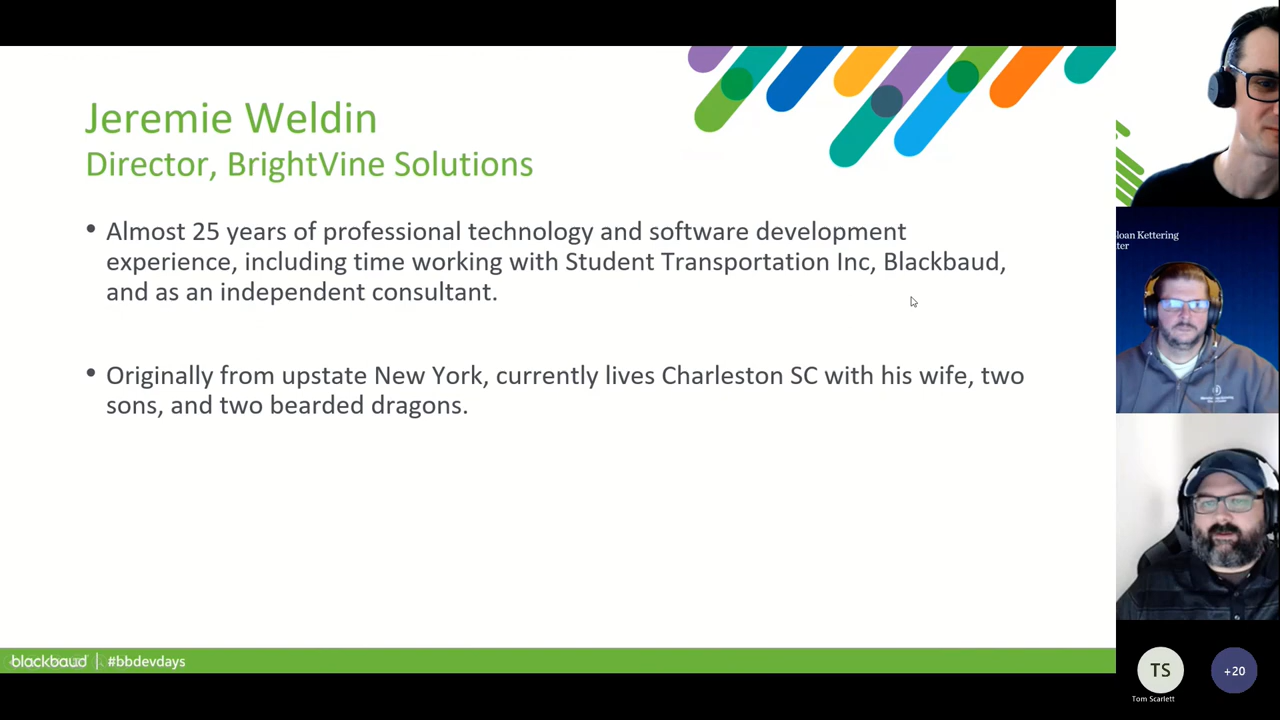 Jeremie Weldin
Director, BrightVine Solutions
• Almost 25 years of professional technology and software development
experience, including time working with Student Transportation Inc, Blackbaud,
and as an independent consultant.
• Originally from upstate New York, currently lives Charleston SC with his wife, two
sons, and two bearded dragons.
blackbaud | #bbdevdays
loan Kettering
ter
TS
+20
Tom Scarlett